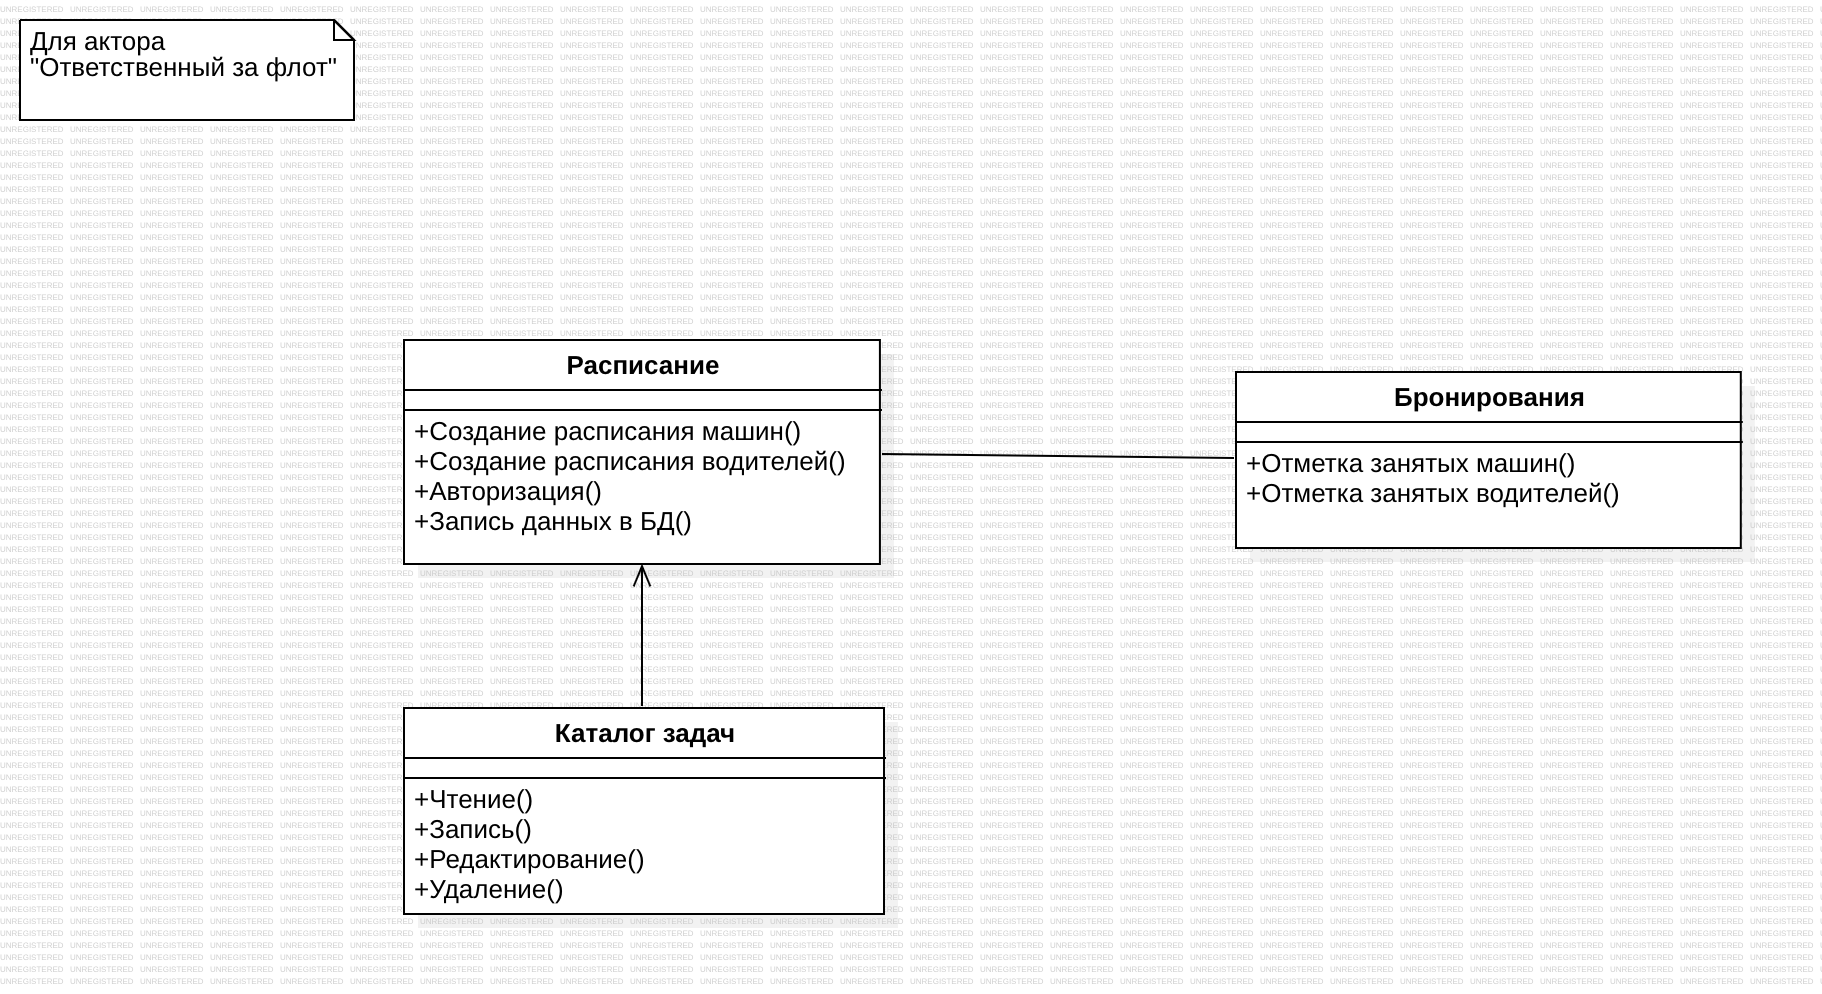 Для актора
"Ответственный за флот"
Расписание
+Создание расписания машин()
+Создание расписания водителей()
+Авторизация()
+Запись данных в БД()
Бронирования
+Отметка занятых машин()
+Отметка занятых водителей()
Каталог задач
+Чтение()
+Запись()
+Редактирование()
+Удаление()
UNREGISTERED